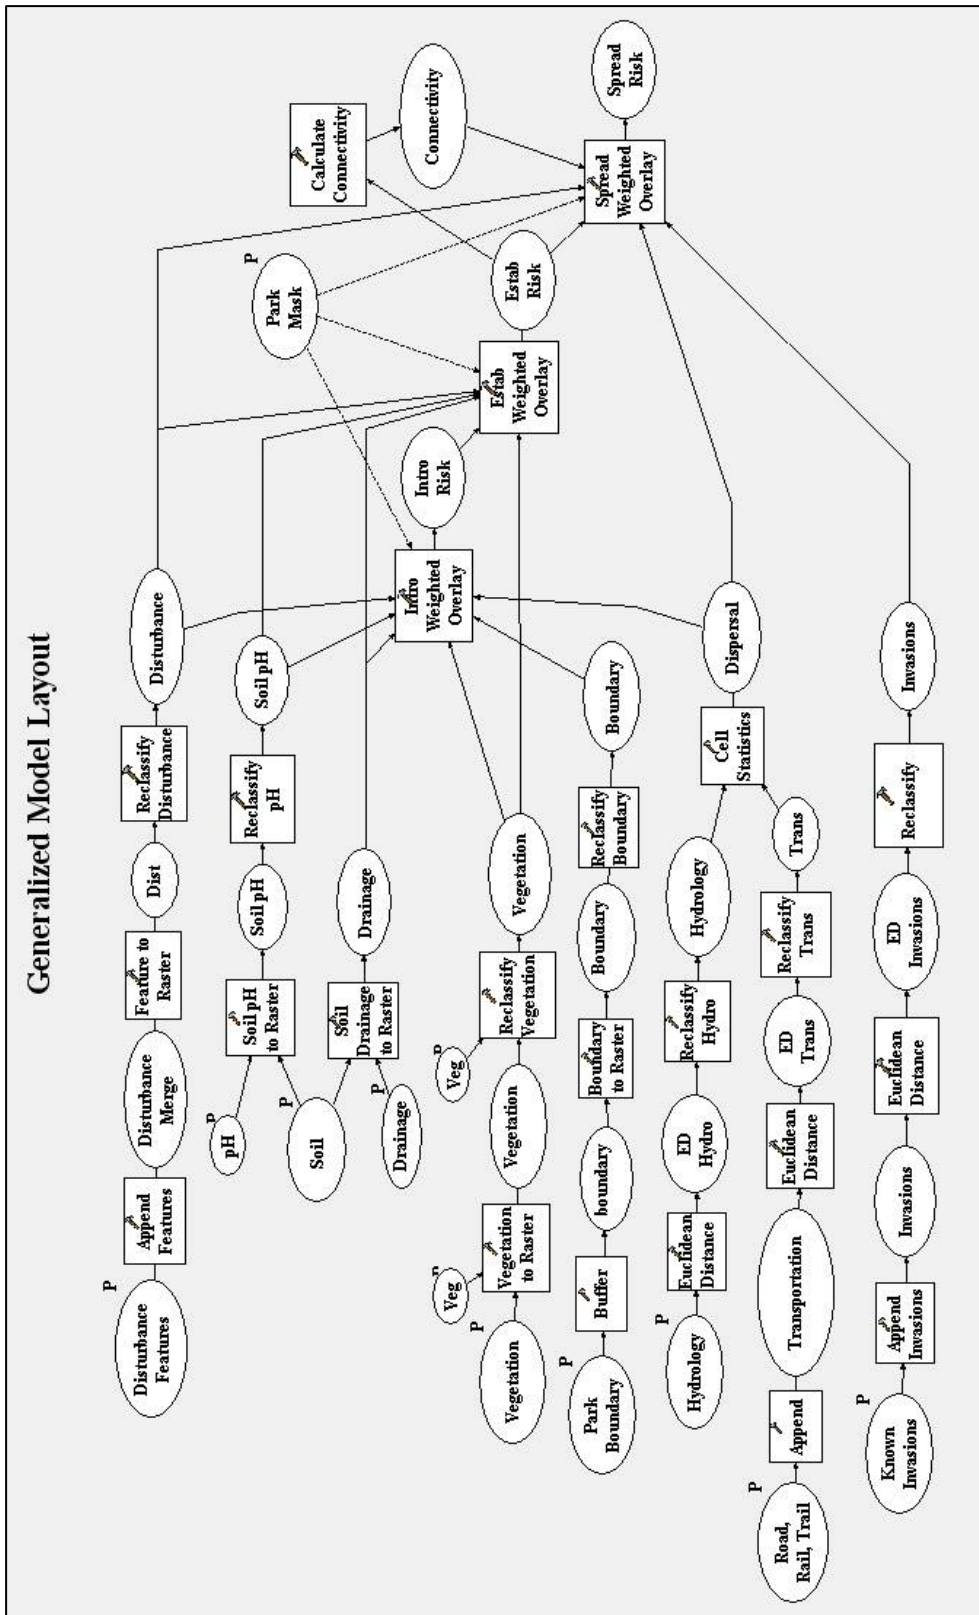 Generalized Model Layout
P
Disturbance
Features
Append
Features
Disturbance
Merge
Feature to
Raster
Dist
Reclassify
Disturbance
Disturbance
P
pH
P
Soil
P
Drainage
Soil pH
to Raster
Soil pH
Reclassify
pH
Soil pH
Soil
Drainage
to Raster
Drainage
P
Vegetation
Veg
Vegetation
to Raster
Vegetation
P
Veg
Reclassify
Vegetation
Vegetation
P
Park
Boundary
Buffer
boundary
Boundary
to Raster
Boundary
Reclassify
Boundary
Boundary
P
Hydrology
Euclidean
Distance
ED
Hydro
Reclassify
Hydro
Hydrology
P
Road,
Rail, Trail
Append
Transportation
Euclidean
Distance
ED
Trans
Reclassify
Trans
Trans
Cell
Statistics
Dispersal
P
Known
Invasions
Append
Invasions
Invasions
Euclidean
Distance
ED
Invasions
Reclassify
Invasions
Intro
Weighted
Overlay
Intro
Risk
P
Park
Mask
Estab
Weighted
Overlay
Estab
Risk
Calculate
Connectivity
Connectivity
Spread
Weighted
Overlay
Spread
Risk